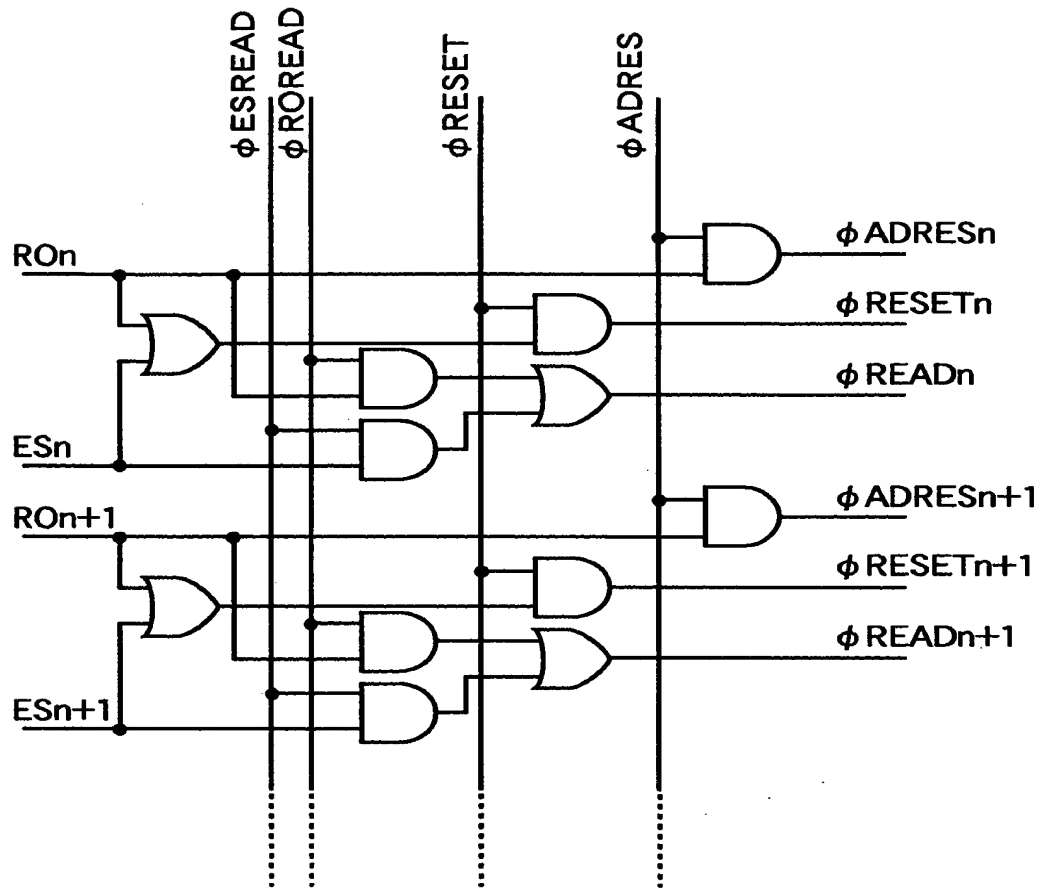 φESREAD
φROREAD
φRESET
φADRES
ROn
φADRESn
φRESETn
φREADn
ESn
φADRESn+1
ROn+1
φRESETn+1
φREADn+1
ESn+1